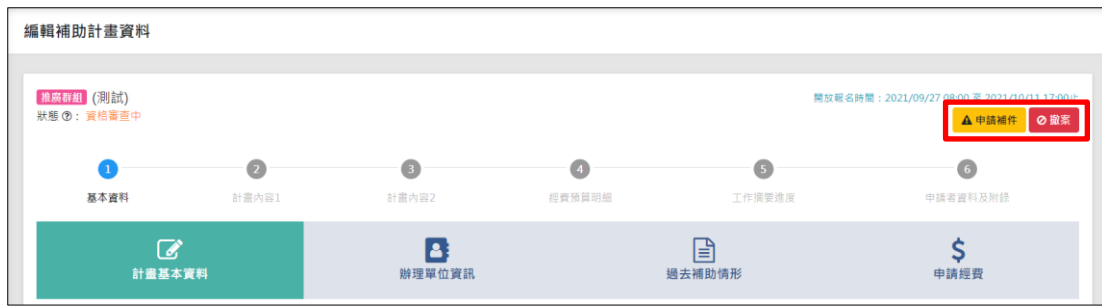 編輯補助計畫資料
推廣群組 (測試)
開放報名時間：2021/09/27 08:00 至 2021/10/11 17:00止
狀態 ?： 資格審查中
申請補件 撤案
1 2 3 4 5 6
基本資料 計畫內容1 計畫內容2 經費預算明細 工作摘要進度 申請者資料及附錄
計畫基本資料 辦理單位資訊 過去補助情形 申請經費